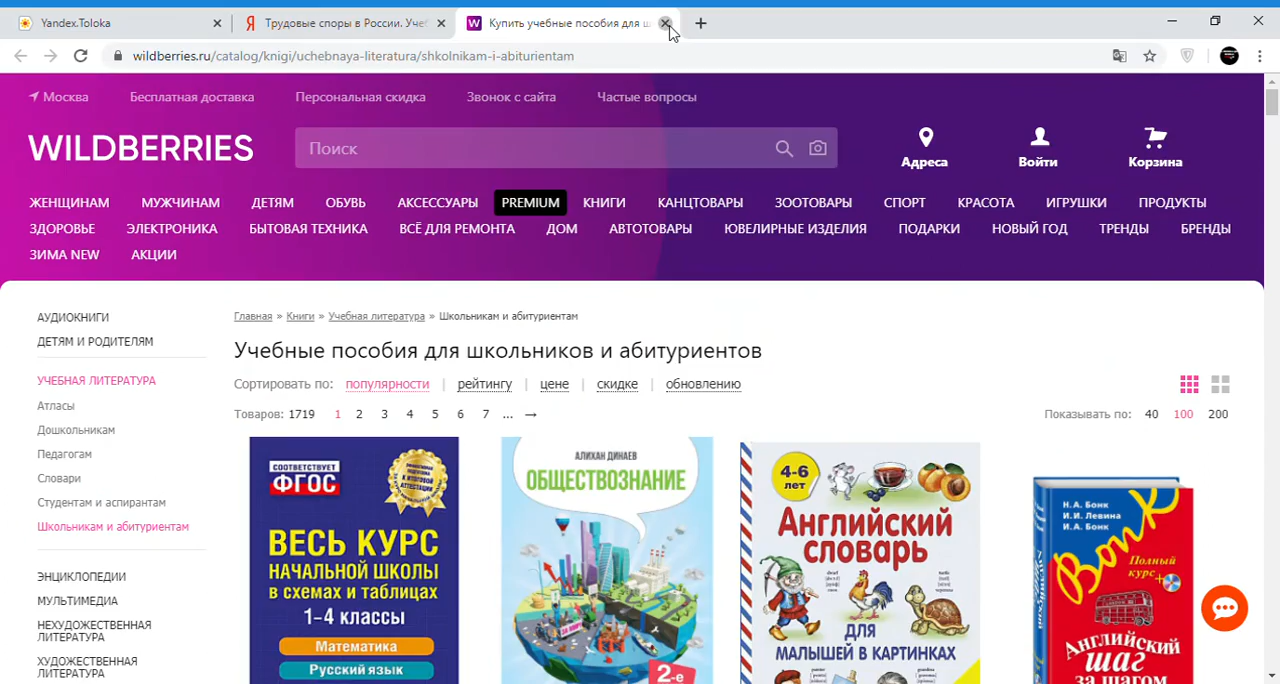 Yandex.Toloka
Трудовые споры в России. Учеб
Купить учебные пособия для ш
wildberries.ru/catalog/knigi/uchebnaya-literatura/shkolnikam-i-abiturientam
Москва Бесплатная доставка Персональная скидка Звонок с сайта Частые вопросы
WILDBERRIES
Поиск
Адреса
Войти
Корзина
ЖЕНЩИНАМ МУЖЧИНАМ ДЕТЯМ ОБУВЬ АКСЕССУАРЫ PREMIUM КНИГИ КАНЦТОВАРЫ ЗООТОВАРЫ СПОРТ КРАСОТА ИГРУШКИ ПРОДУКТЫ
ЗДОРОВЬЕ ЭЛЕКТРОНИКА БЫТОВАЯ ТЕХНИКА ВСЁ ДЛЯ РЕМОНТА ДОМ АВТОТОВАРЫ ЮВЕЛИРНЫЕ ИЗДЕЛИЯ ПОДАРКИ НОВЫЙ ГОД ТРЕНДЫ БРЕНДЫ
ЗИМА NEW АКЦИИ
АУДИОКНИГИ
ДЕТЯМ И РОДИТЕЛЯМ
УЧЕБНАЯ ЛИТЕРАТУРА
Атласы
Дошкольникам
Педагогам
Словари
Студентам и аспирантам
Школьникам и абитуриентам
ЭНЦИКЛОПЕДИИ
МУЛЬТИМЕДИА
НЕХУДОЖЕСТВЕННАЯ
ЛИТЕРАТУРА
ХУДОЖЕСТВЕННАЯ
ЛИТЕРАТУРА
Главная » Книги » Учебная литература » Школьникам и абитуриентам
Учебные пособия для школьников и абитуриентов
Сортировать по: популярности | рейтингу | цене | скидке | обновлению
Товаров: 1719 1 2 3 4 5 6 7 ... →
Показывать по: 40 100 200
СООТВЕТСТВУЕТ
ФГОС
ВЕСЬ КУРС
НАЧАЛЬНОЙ ШКОЛЫ
в схемах и таблицах
1–4 классы
Математика
Русский язык
АЛИХАН ДИНАЕВ
ОБЩЕСТВОЗНАНИЕ
2-е
4-6
лет
Английский
словарь
ДЛЯ
МАЛЫШЕЙ В КАРТИНКАХ
Н.А. Бонк
И.И. Левина
И.А. Бонк
Бонк
Полный
курс+
Английский
шаг
за шагом